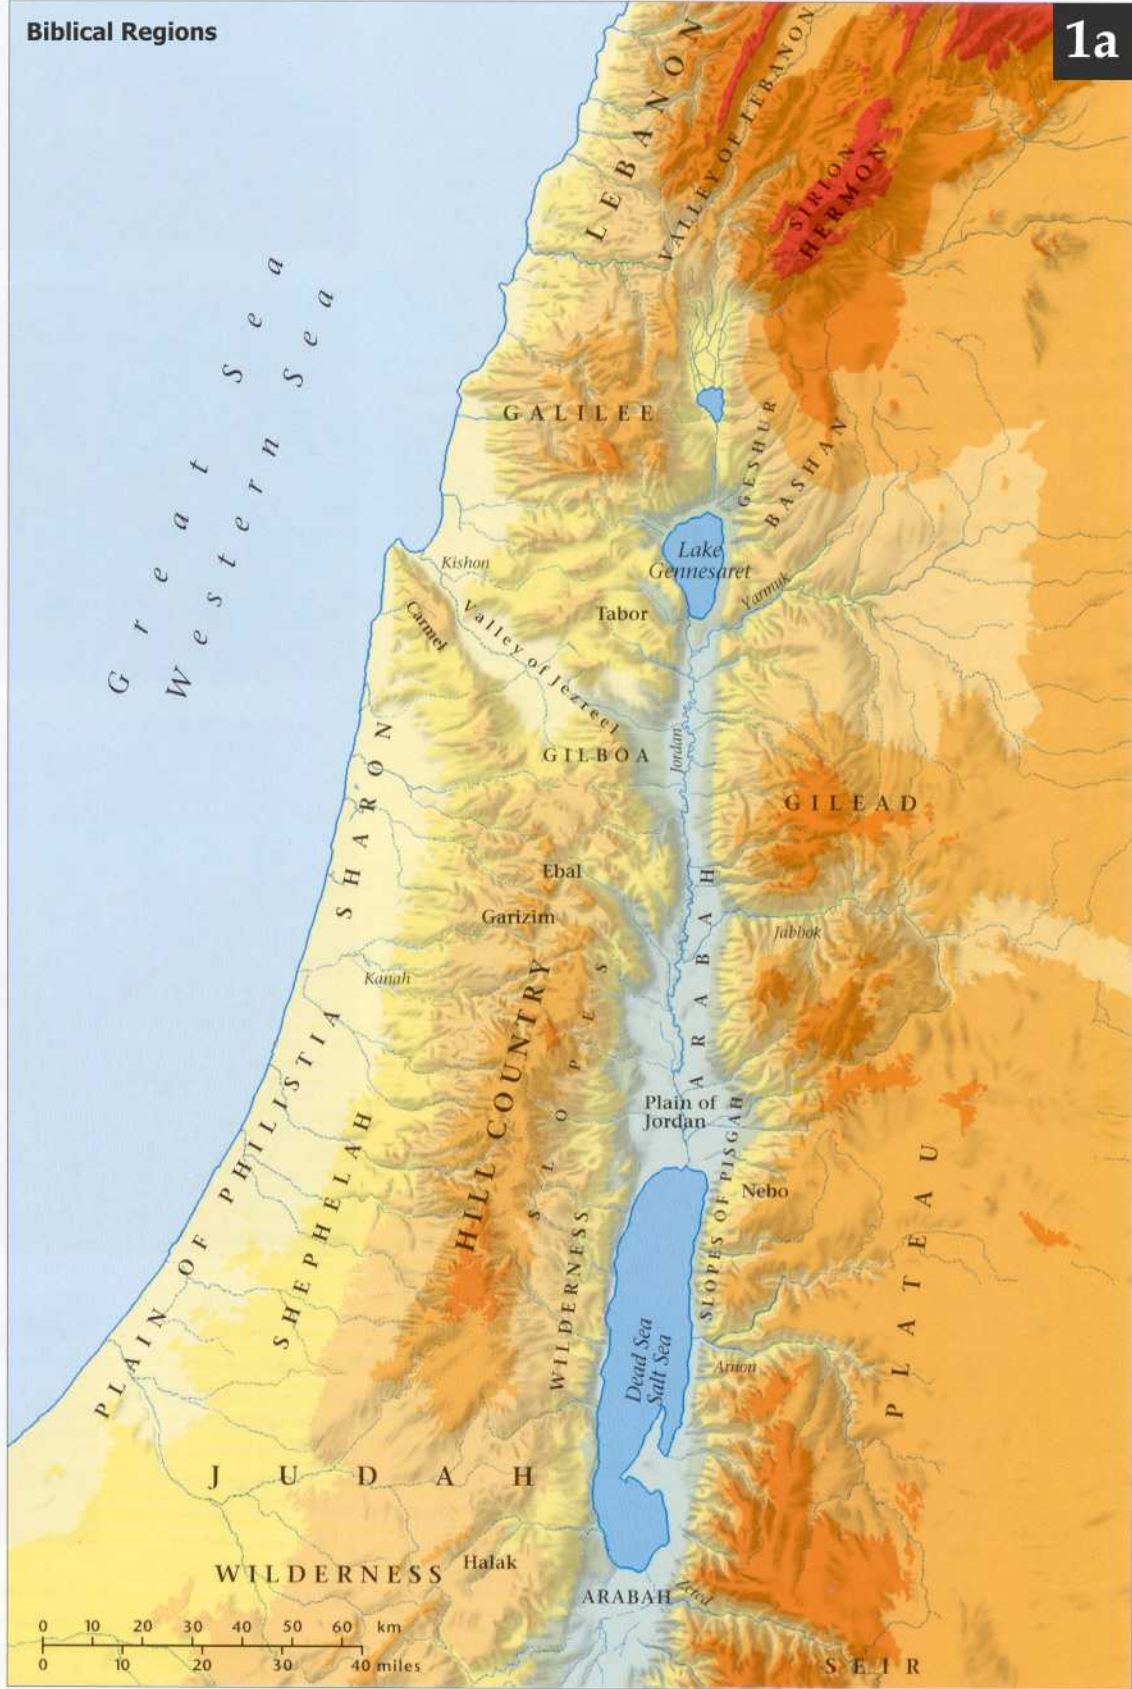 Biblical Regions
1a
LEBANON
VALLEY OF LEBANON
SIRION
HERMON
Great Sea
Western Sea
GALILEE
GESHUR
BASHAN
Lake
Gennesaret
Kishon
Carmel
Valley of Jezreel
Tabor
Yarmuk
GILBOA
Jordan
SHARON
GILEAD
Ebal
Garizim
ARABAH
Jabbok
Kanah
HILL COUNTRY
SLOPES
PLAIN OF PHILISTIA
SHEPHELAH
Plain of
Jordan
SLOPES OF PISGAH
Nebo
PLATEAU
WILDERNESS
Dead Sea
Salt Sea
Arnon
JUDAH
WILDERNESS
Halak
ARABAH
Zered
SEIR
0 10 20 30 40 50 60 km
0 10 20 30 40 miles